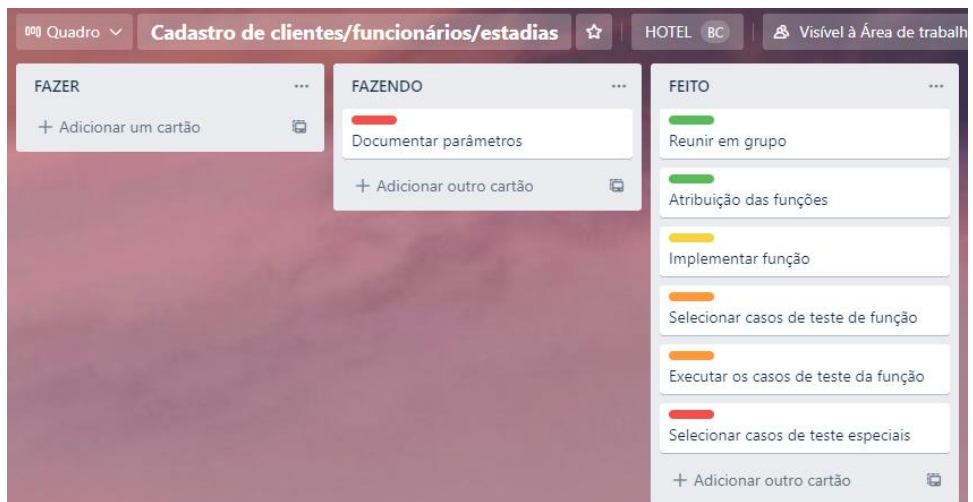 Quadro
Cadastro de clientes/funcionários/estadias
HOTEL BC
Visível à Área de trabalh
FAZER
+ Adicionar um cartão
FAZENDO
Documentar parâmetros
+ Adicionar outro cartão
FEITO
Reunir em grupo
Atribuição das funções
Implementar função
Selecionar casos de teste de função
Executar os casos de teste da função
Selecionar casos de teste especiais
+ Adicionar outro cartão